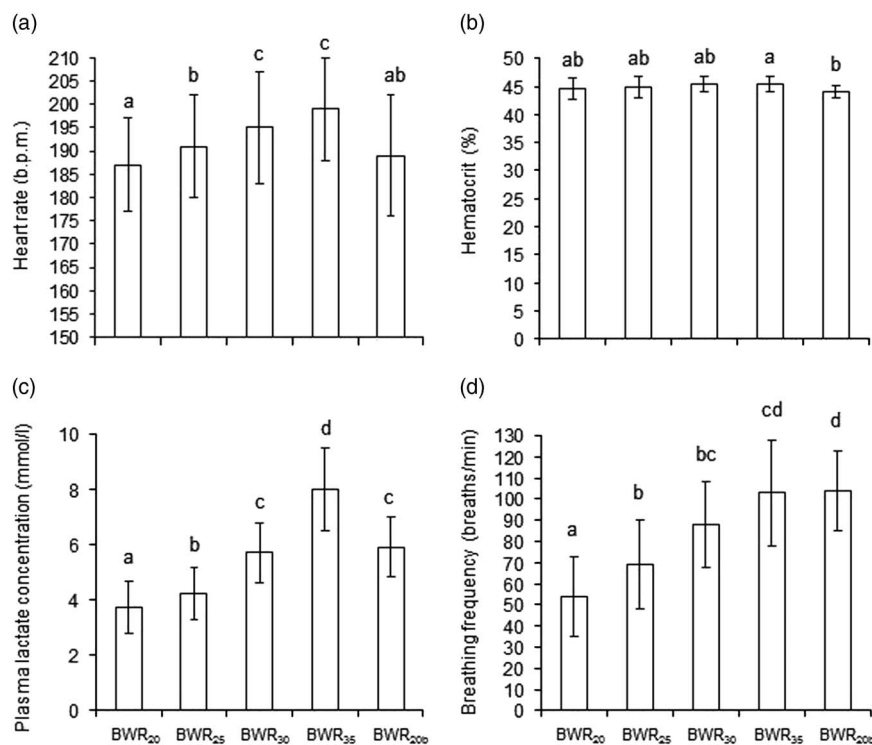 (a)
Heart rate (b.p.m.)
210
205
200
195
190
185
180
175
170
165
160
155
150
a
b
c
c
ab
(b)
Hematocrit (%)
50
45
40
35
30
25
20
15
10
5
0
ab
ab
ab
a
b
(c)
Plasma lactate concentration (mmol/l)
10
8
6
4
2
0
a
b
c
d
c
BWR₂₀ BWR₂₅ BWR₃₀ BWR₃₅ BWR₂₀b
(d)
Breathing frequency (breaths/min)
130
120
110
100
90
80
70
60
50
40
30
20
10
0
a
b
bc
cd
d
BWR₂₀ BWR₂₅ BWR₃₀ BWR₃₅ BWR₂₀b